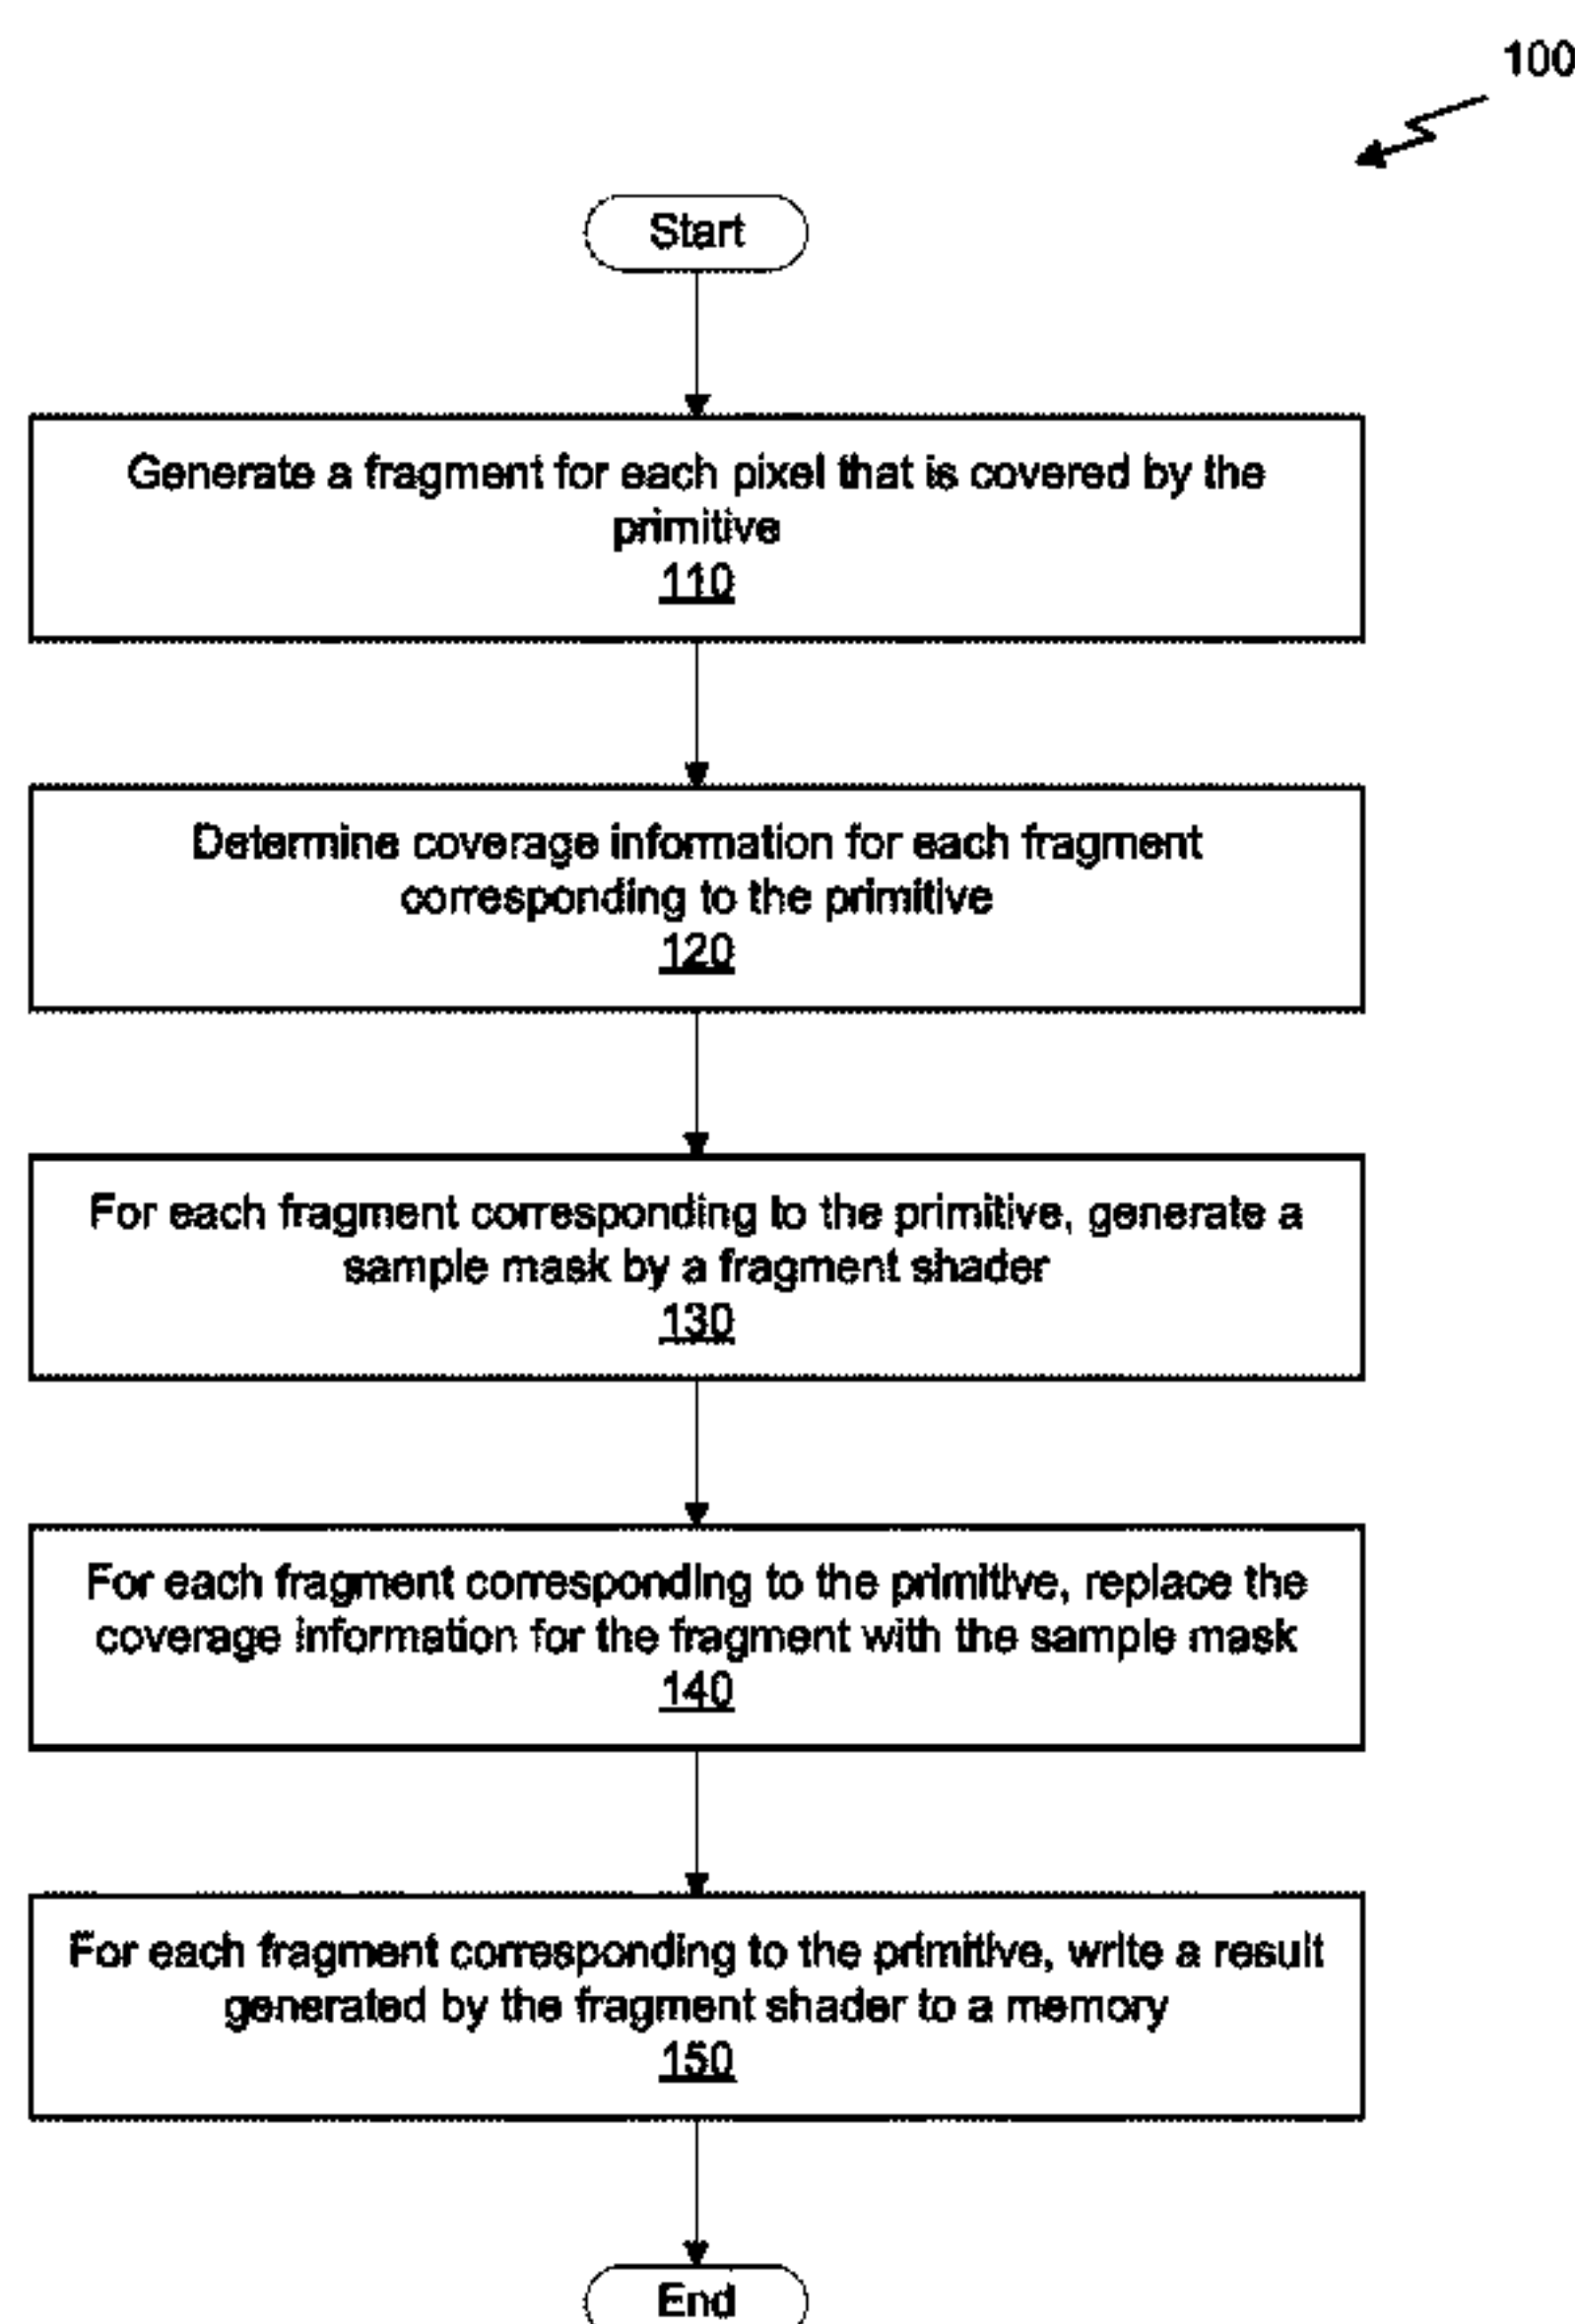 100
Start
Generate a fragment for each pixel that is covered by the
primitive
110
Determine coverage information for each fragment
corresponding to the primitive
120
For each fragment corresponding to the primitive, generate a
sample mask by a fragment shader
130
For each fragment corresponding to the primitive, replace the
coverage information for the fragment with the sample mask
140
For each fragment corresponding to the primitive, write a result
generated by the fragment shader to a memory
150
End